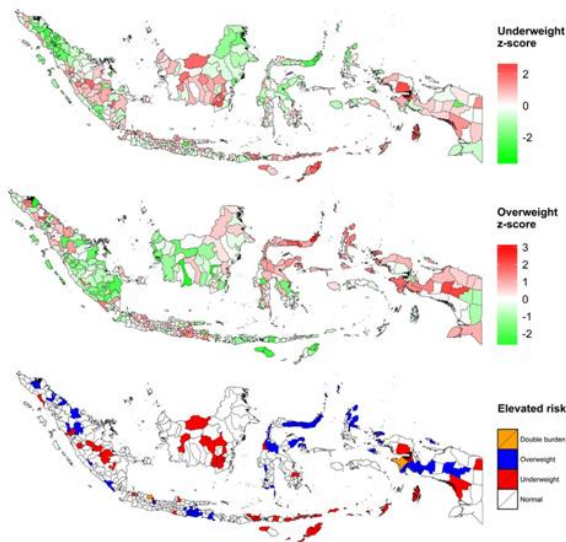 Underweight
z-score
2
0
-2
Overweight
z-score
3
2
1
0
-1
-2
Elevated risk
Double burden
Overweight
Underweight
Normal